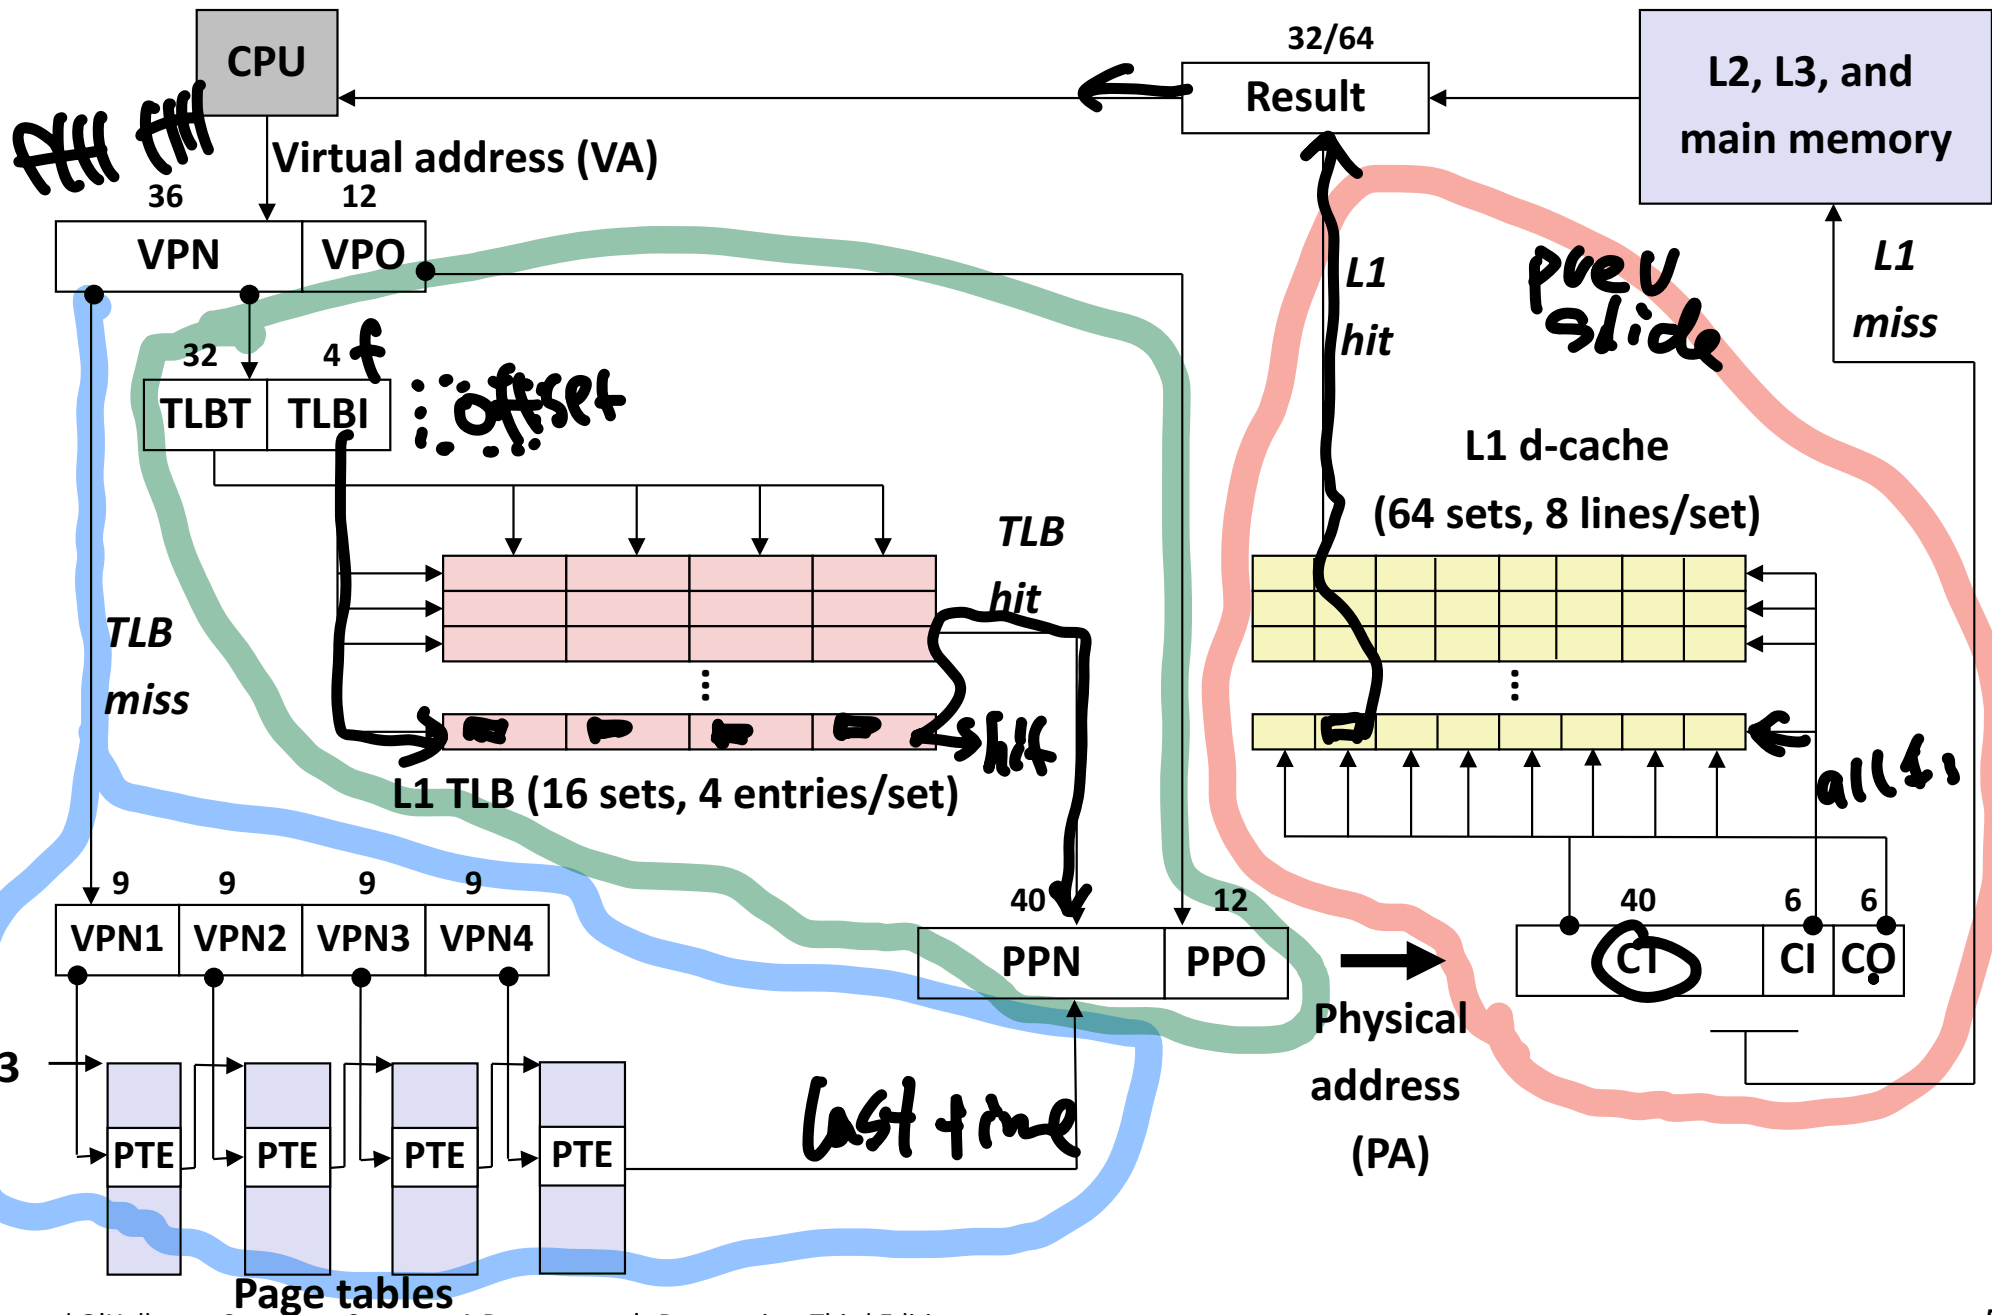 CPU
32/64
Result
L2, L3, and
main memory
Virtual address (VA)
36
12
VPN
VPO
L1
hit
prev
slide
L1
miss
32
4
f
TLBT
TLBI
offset
L1 d-cache
(64 sets, 8 lines/set)
TLB
hit
TLB
miss
...
...
hit
all 1s
L1 TLB (16 sets, 4 entries/set)
9
9
9
9
VPN1
VPN2
VPN3
VPN4
40
12
PPN
PPO
40
6
6
CT
CI
CO
Physical
address
(PA)
3
last time
PTE
PTE
PTE
PTE
Page tables